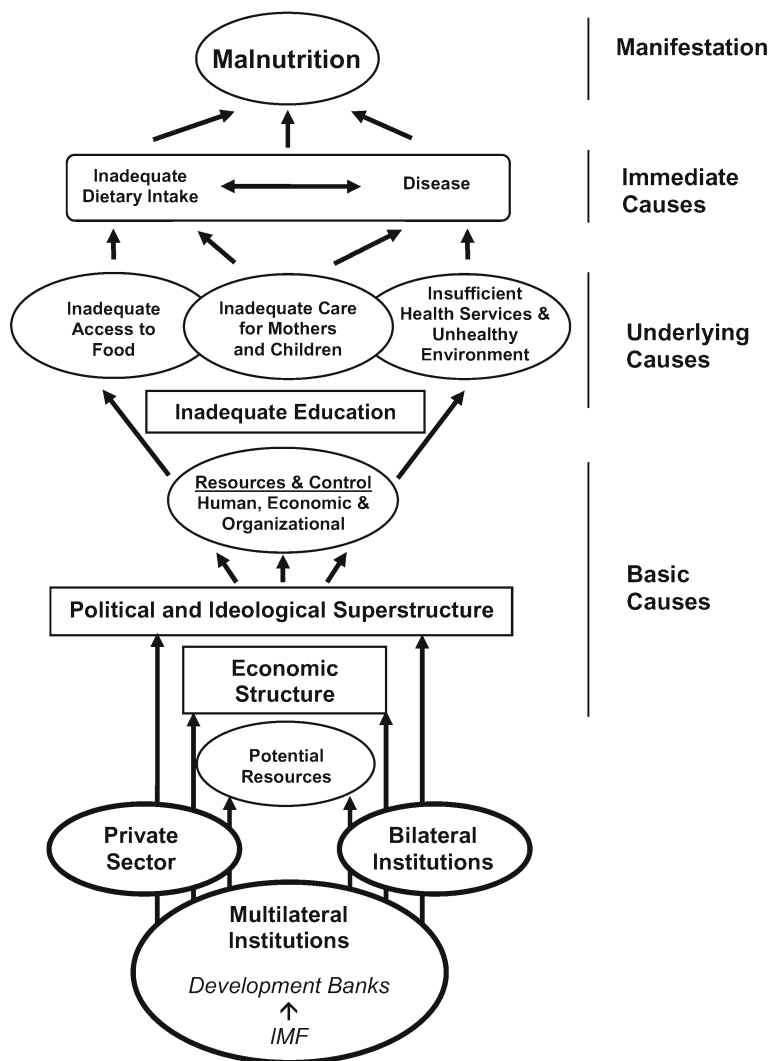 Malnutrition
Manifestation
Inadequate
Dietary Intake
Disease
Immediate
Causes
Inadequate
Access to
Food
Inadequate Care
for Mothers
and Children
Insufficient
Health Services &
Unhealthy
Environment
Underlying
Causes
Inadequate Education
Resources & Control
Human, Economic &
Organizational
Basic
Causes
Political and Ideological Superstructure
Economic
Structure
Potential
Resources
Private
Sector
Bilateral
Institutions
Multilateral
Institutions
Development Banks
IMF